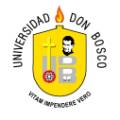 UNIVERSIDAD DON BOSCO
VITAM IMPENDERE VERO